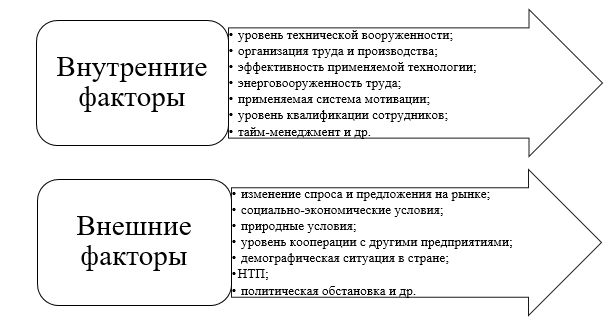 Внутренние
факторы
• уровень технической вооруженности;
• организация труда и производства;
• эффективность применяемой технологии;
• энерговооруженность труда;
• применяемая система мотивации;
• уровень квалификации сотрудников;
• тайм-менеджмент и др.
Внешние
факторы
• изменение спроса и предложения на рынке;
• социально-экономические условия;
• природные условия;
• уровень кооперации с другими предприятиями;
• демографическая ситуация в стране;
•НТП;
• политическая обстановка и др.